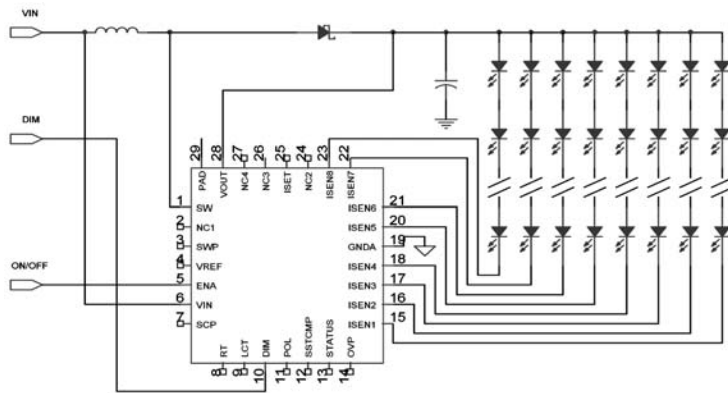 VIN
DIM
ON/OFF
29 28 27 26 25 24 23 22
PAD VOUT NC4 NC3 ISET NC2 ISEN8 ISEN7
1 SW
2 NC1
3 SWP
4 VREF
5 ENA
6 VIN
7 SCP
ISEN6 21
ISEN5 20
GNDA 19
ISEN4 18
ISEN3 17
ISEN2 16
ISEN1 15
RT LCT DIM POL SSTCMP STATUS OVP
8 9 10 11 12 13 14